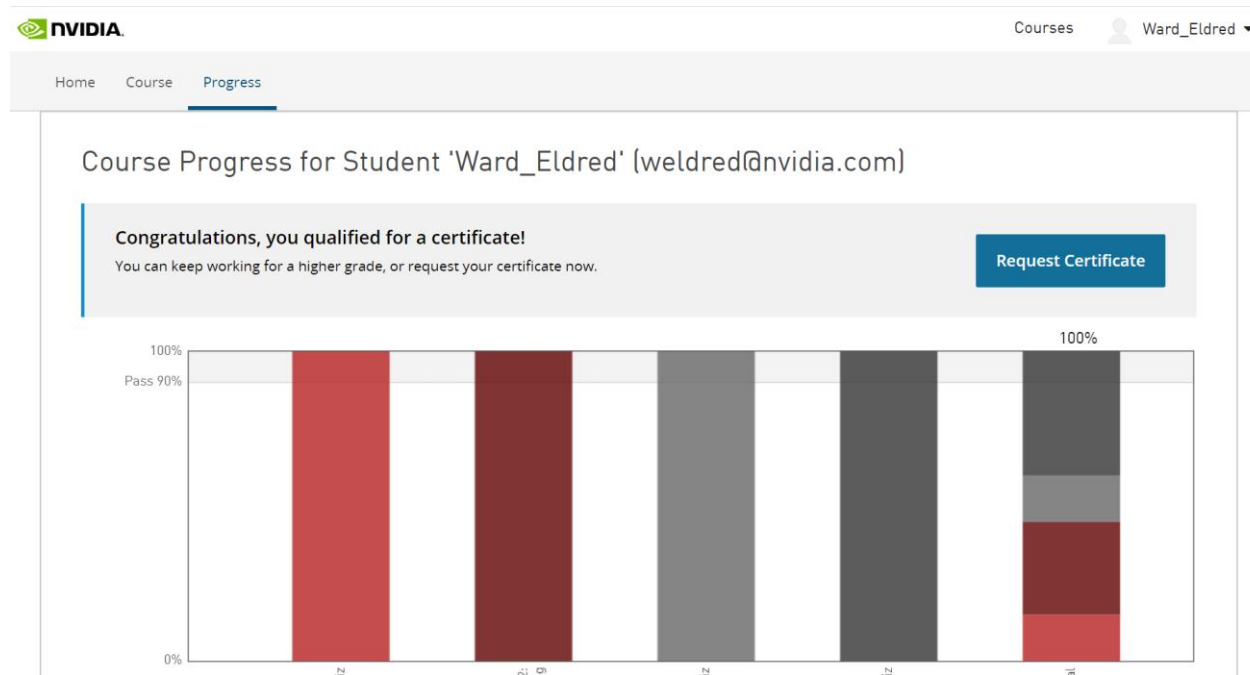 NVIDIA.
Courses
Ward_Eldred
Home
Course
Progress
Course Progress for Student 'Ward_Eldred' (weldred@nvidia.com)
Congratulations, you qualified for a certificate!
You can keep working for a higher grade, or request your certificate now.
Request Certificate
100%
100%
Pass 90%
0%